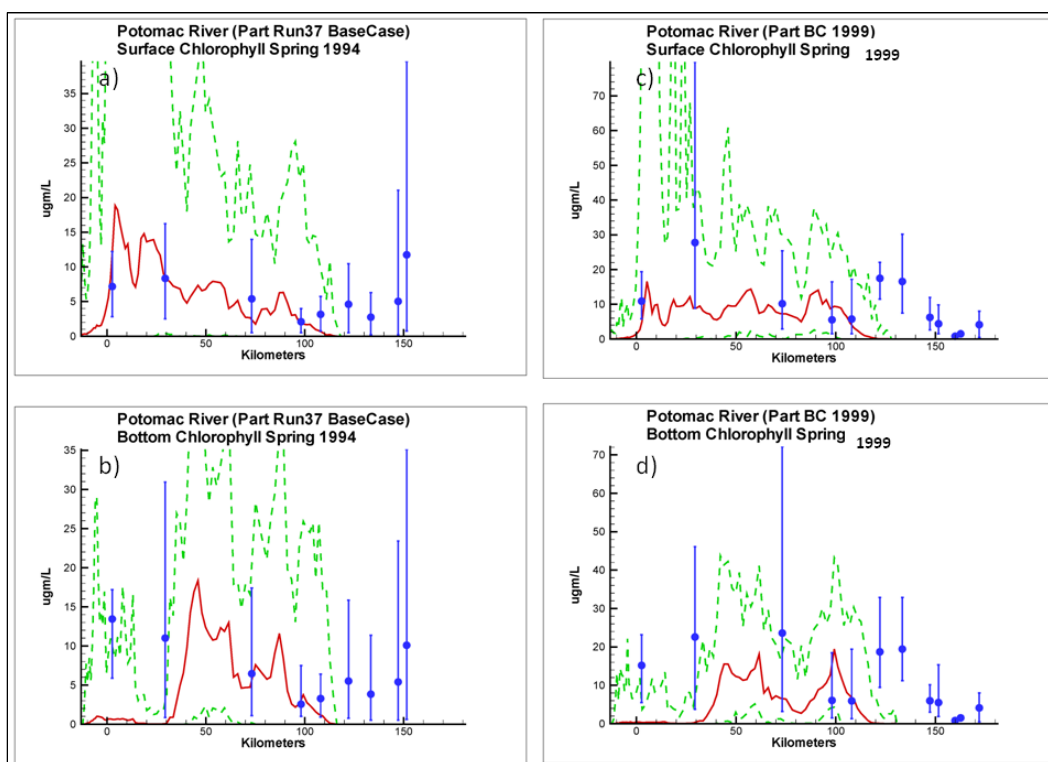 Potomac River (Part Run37 BaseCase)
Surface Chlorophyll Spring 1994
a)
ugm/L
35
30
25
20
15
10
5
0
0 50 100 150
Kilometers
Potomac River (Part BC 1999)
Surface Chlorophyll Spring 1999
c)
ugm/L
70
60
50
40
30
20
10
0
0 50 100 150
Kilometers
Potomac River (Part Run37 BaseCase)
Bottom Chlorophyll Spring 1994
b)
ugm/L
35
30
25
20
15
10
5
0
0 50 100 150
Kilometers
Potomac River (Part BC 1999)
Bottom Chlorophyll Spring 1999
d)
ugm/L
70
60
50
40
30
20
10
0
0 50 100 150
Kilometers